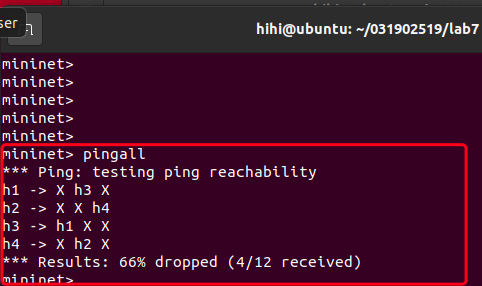 ser
hihi@ubuntu: ~/031902519/lab7
mininet>
mininet>
mininet>
mininet>
mininet>
mininet> pingall
*** Ping: testing ping reachability
h1 -> X h3 X
h2 -> X X h4
h3 -> h1 X X
h4 -> X h2 X
*** Results: 66% dropped (4/12 received)
mininet>